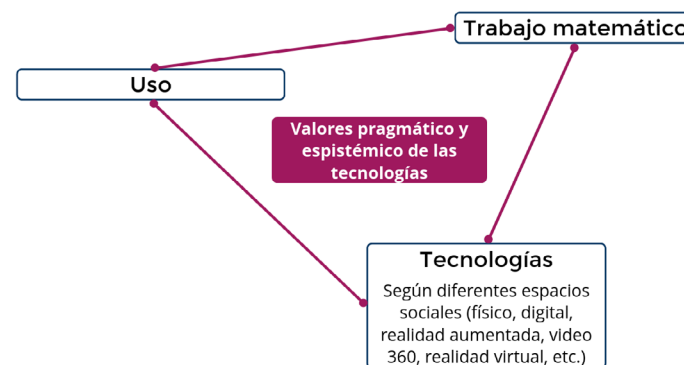 Trabajo matemático
Uso
Valores pragmático y
espistémico de las
tecnologías
Tecnologías
Según diferentes espacios
sociales (físico, digital,
realidad aumentada, video
360, realidad virtual, etc.)